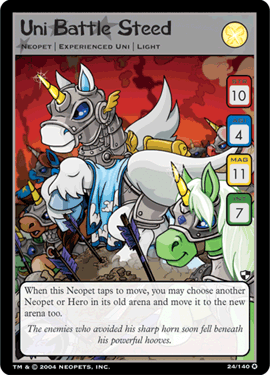 Uni Battle Steed
NEOPET | EXPERIENCED UNI | LIGHT
10
4
MAG
11
INT
7
When this Neopet taps to move, you may choose another
Neopet or Hero in its old arena and move it to the new
arena too.
The enemies who avoided his sharp horn soon fell beneath
his powerful hooves.
TM & © 2004 NEOPETS, INC.
24/140